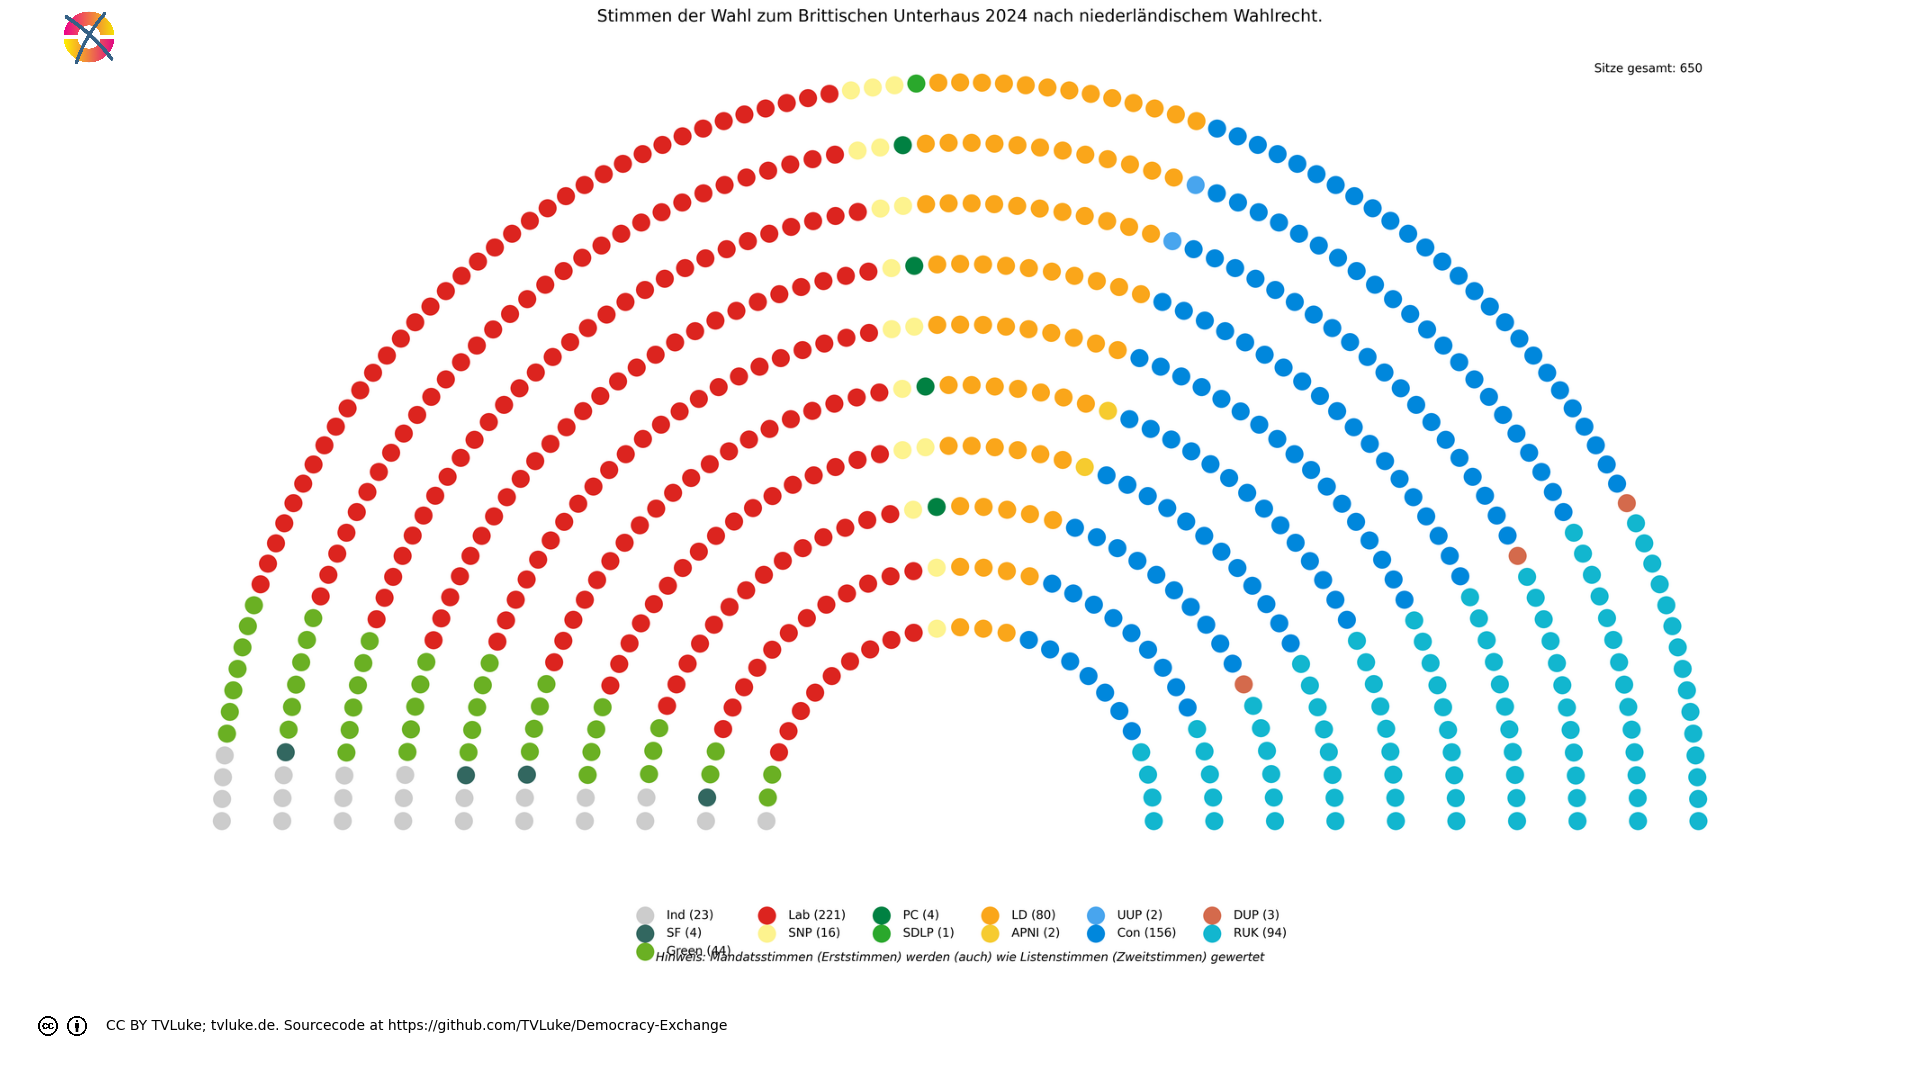 Stimmen der Wahl zum Brittischen Unterhaus 2024 nach niederländischem Wahlrecht.
Sitze gesamt: 650
Ind (23) Lab (221) PC (4) LD (80) UUP (2) DUP (3)
SF (4) SNP (16) SDLP (1) APNI (2) Con (156) RUK (94)
Green (44)
Hinweis: Mandatsstimmen (Erststimmen) werden (auch) wie Listenstimmen (Zweitstimmen) gewertet
cc CC BY TVLuke; tvluke.de. Sourcecode at https://github.com/TVLuke/Democracy-Exchange